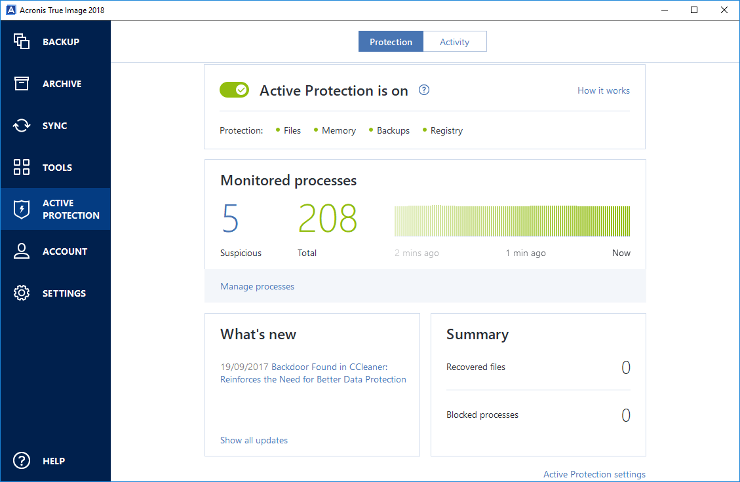 Acronis True Image 2018
BACKUP
ARCHIVE
SYNC
TOOLS
ACTIVE
PROTECTION
ACCOUNT
SETTINGS
HELP
Protection
Activity
Active Protection is on
?
How it works
Protection:
Files
Memory
Backups
Registry
Monitored processes
5
208
Suspicious
Total
2 mins ago
1 min ago
Now
Manage processes
What's new
19/09/2017 Backdoor Found in CCleaner:
Reinforces the Need for Better Data Protection
Show all updates
Summary
Recovered files
0
Blocked processes
0
Active Protection settings